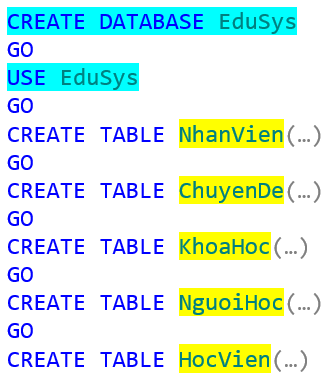 CREATE DATABASE EduSys
GO
USE EduSys
GO
CREATE TABLE NhanVien(…)
GO
CREATE TABLE ChuyenDe(…)
GO
CREATE TABLE KhoaHoc(…)
GO
CREATE TABLE NguoiHoc(…)
GO
CREATE TABLE HocVien(…)